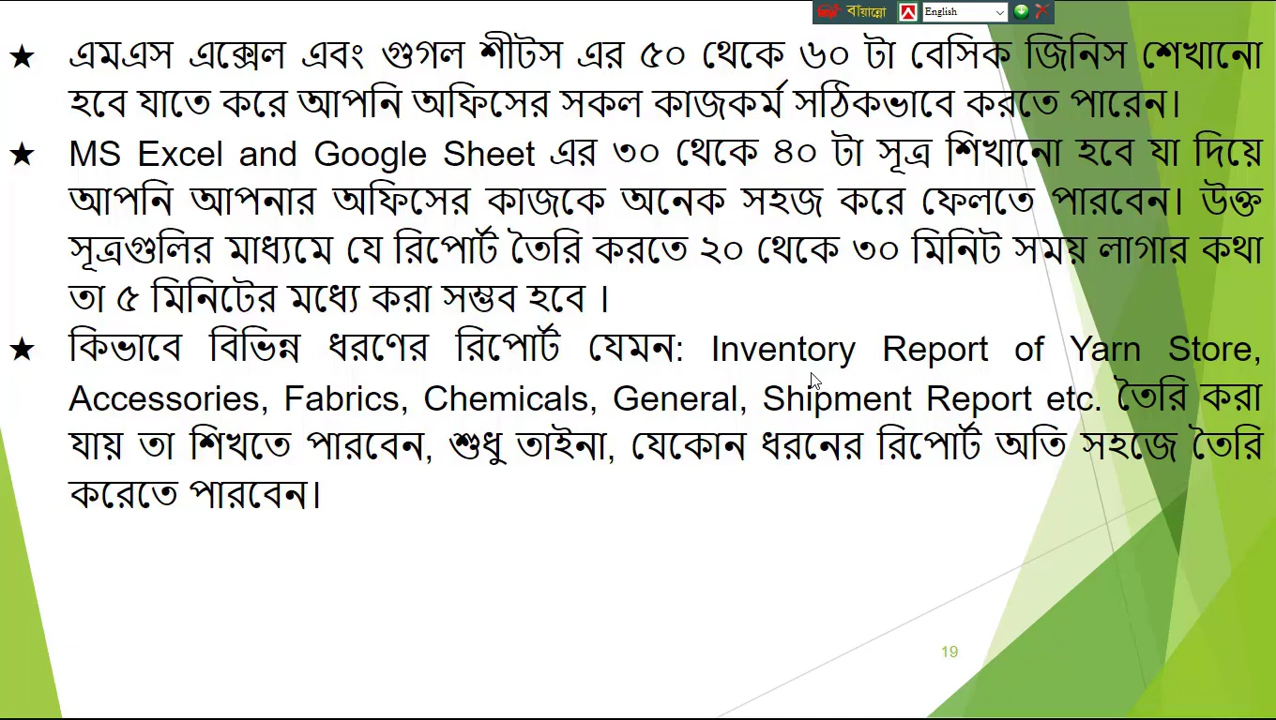 বায়ান্নো English
★ এমএস এক্সেল এবং গুগল শীটস এর ৫০ থেকে ৬০ টা বেসিক জিনিস শেখানো
হবে যাতে করে আপনি অফিসের সকল কাজকর্ম সঠিকভাবে করতে পারেন।
★ MS Excel and Google Sheet এর ৩০ থেকে ৪০ টা সূত্র শিখানো হবে যা দিয়ে
আপনি আপনার অফিসের কাজকে অনেক সহজ করে ফেলতে পারবেন। উক্ত
সূত্রগুলির মাধ্যমে যে রিপোর্ট তৈরি করতে ২০ থেকে ৩০ মিনিট সময় লাগার কথা
তা ৫ মিনিটের মধ্যে করা সম্ভব হবে ।
★ কিভাবে বিভিন্ন ধরণের রিপোর্ট যেমন: Inventory Report of Yarn Store,
Accessories, Fabrics, Chemicals, General, Shipment Report etc. তৈরি করা
যায় তা শিখতে পারবেন, শুধু তাইনা, যেকোন ধরনের রিপোর্ট অতি সহজে তৈরি
করেতে পারবেন।
19